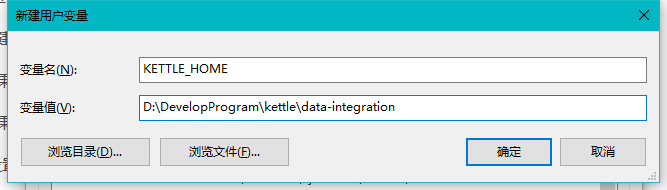 新建用户变量
变量名(N):
KETTLE_HOME
变量值(V):
D:\DevelopProgram\kettle\data-integration
浏览目录(D)...
浏览文件(F)...
确定
取消